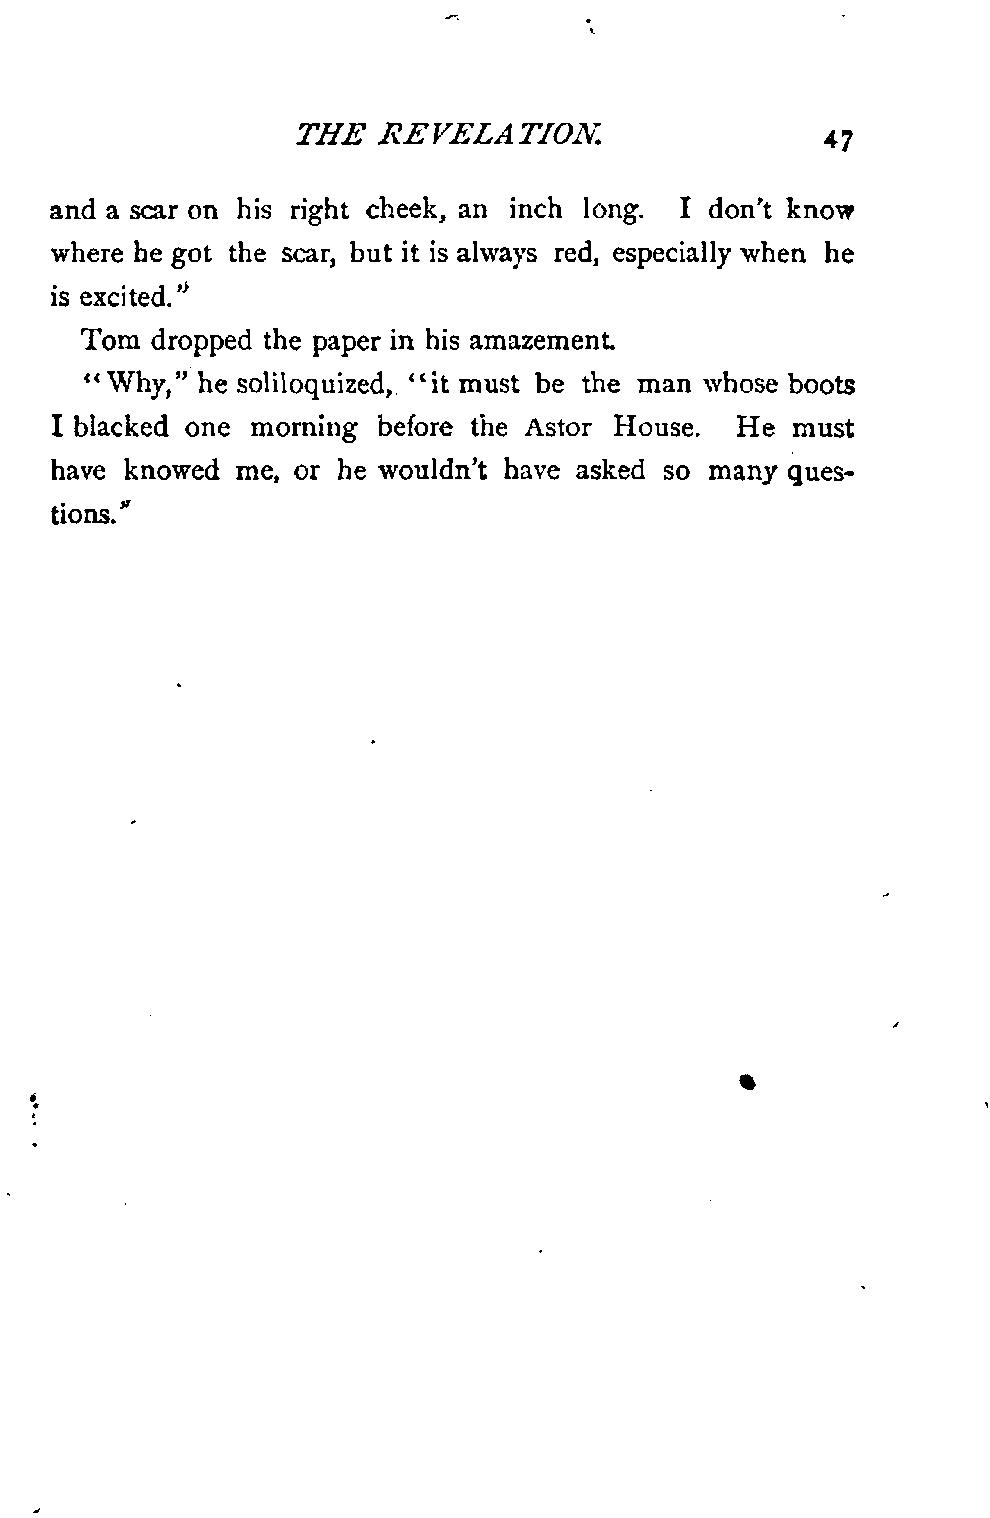 THE REVELATION. 47
and a scar on his right cheek, an inch long. I don't know
where he got the scar, but it is always red, especially when he
is excited."
Tom dropped the paper in his amazement.
"Why," he soliloquized, "it must be the man whose boots
I blacked one morning before the Astor House. He must
have knowed me, or he wouldn't have asked so many ques-
tions."